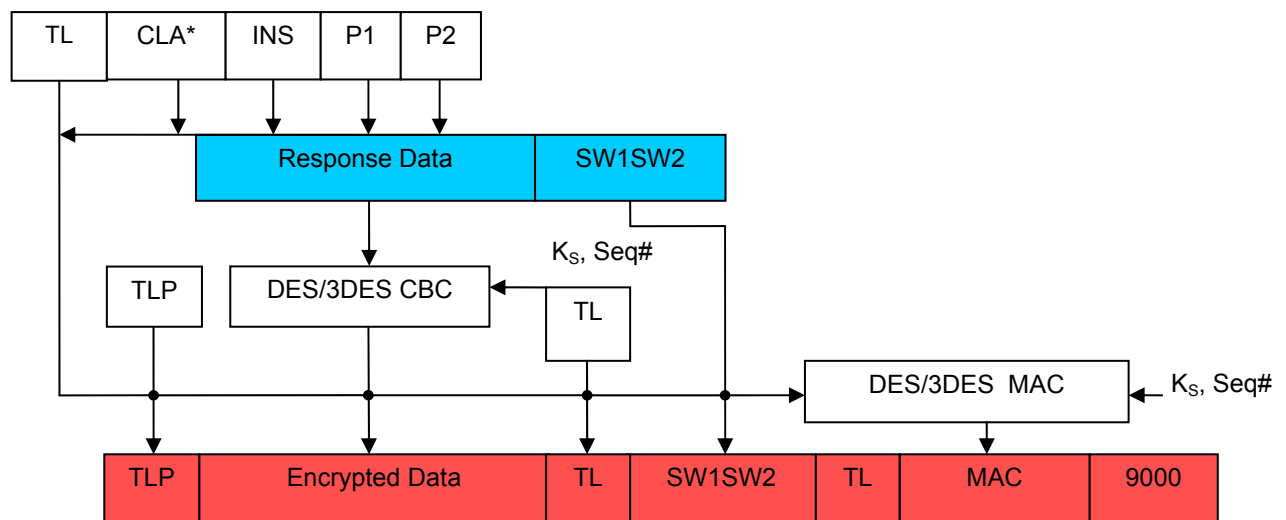 TL CLA* INS P1 P2
Response Data SW1SW2
KS, Seq#
TLP DES/3DES CBC TL
DES/3DES MAC KS, Seq#
TLP Encrypted Data TL SW1SW2 TL MAC 9000